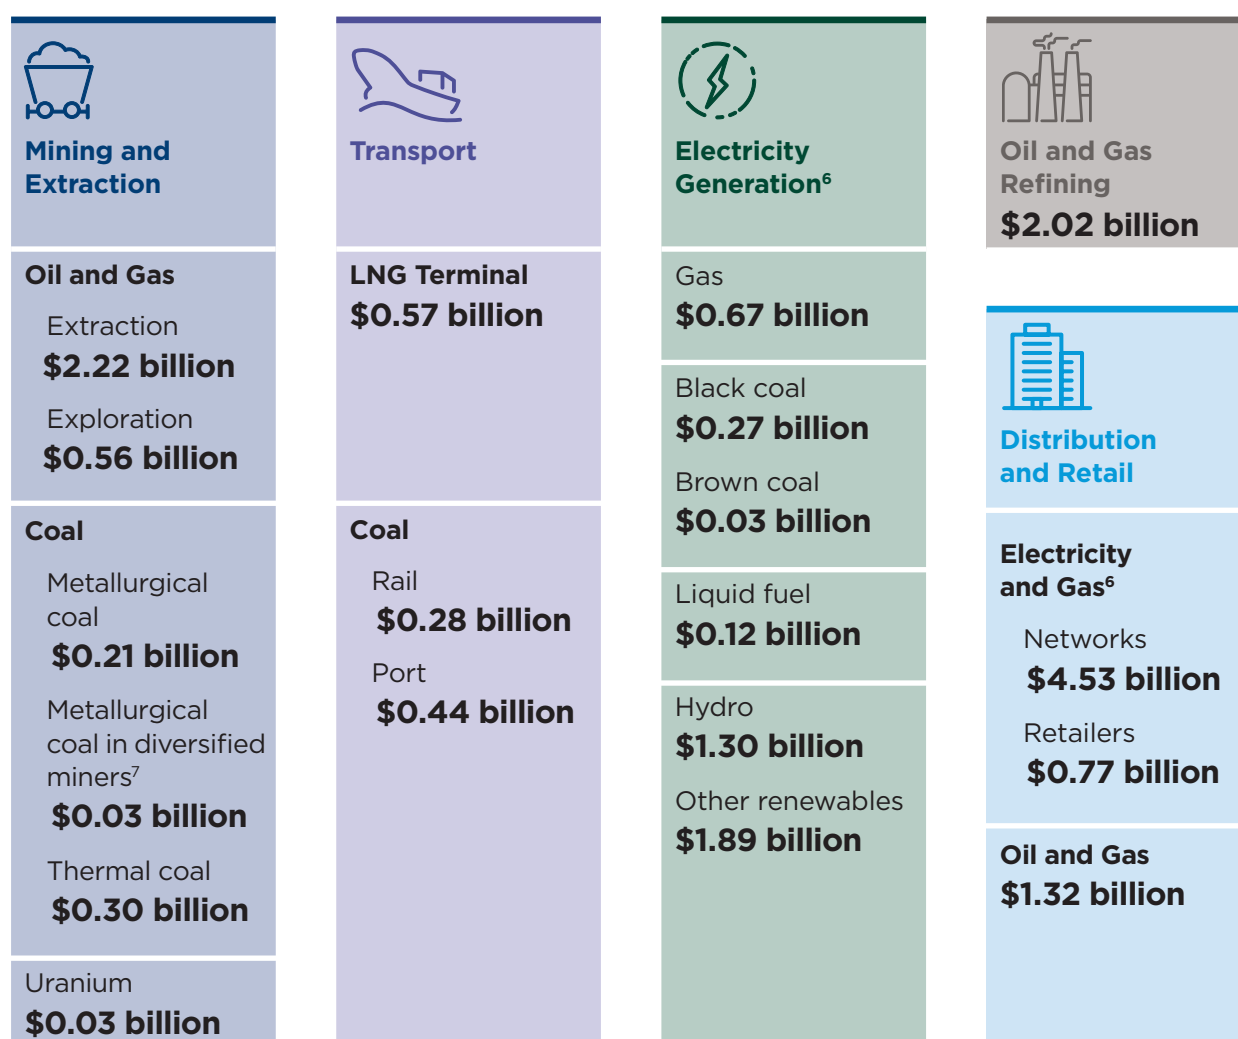 Mining and
Extraction
Oil and Gas
Extraction
$2.22 billion
Exploration
$0.56 billion
Coal
Metallurgical
coal
$0.21 billion
Metallurgical
coal in diversified
miners⁷
$0.03 billion
Thermal coal
$0.30 billion
Uranium
$0.03 billion
Transport
LNG Terminal
$0.57 billion
Coal
Rail
$0.28 billion
Port
$0.44 billion
Electricity
Generation⁶
Gas
$0.67 billion
Black coal
$0.27 billion
Brown coal
$0.03 billion
Liquid fuel
$0.12 billion
Hydro
$1.30 billion
Other renewables
$1.89 billion
Oil and Gas
Refining
$2.02 billion
Distribution
and Retail
Electricity
and Gas⁶
Networks
$4.53 billion
Retailers
$0.77 billion
Oil and Gas
$1.32 billion